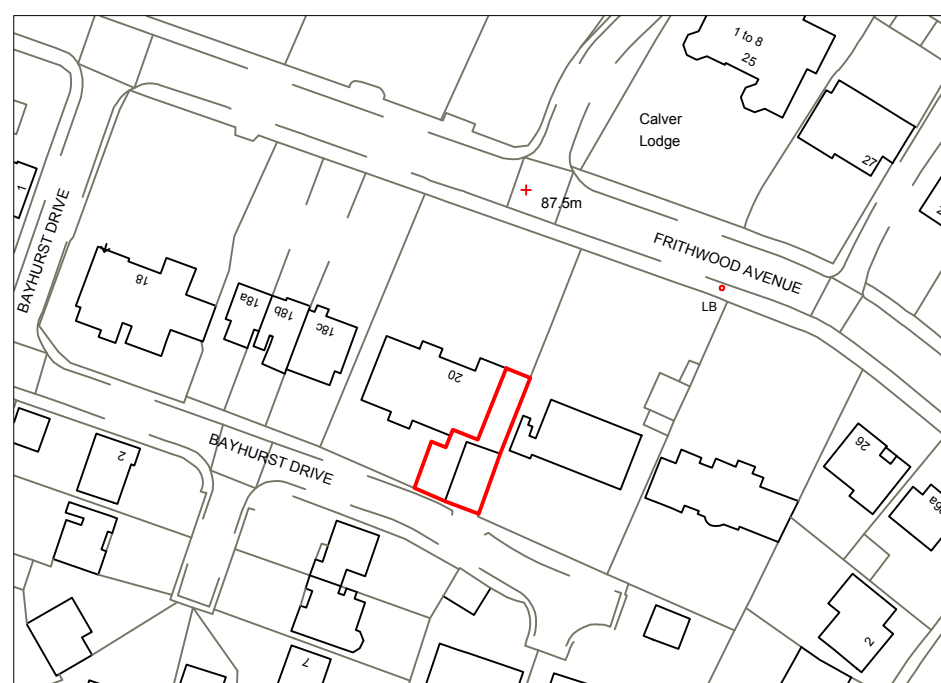 1 to 8
25
Calver
Lodge
27
1
BAYHURST DRIVE
87.5m
FRITHWOOD AVENUE
LB
18
18a
18b
18c
20
BAYHURST DRIVE
2
26
26a
2
7